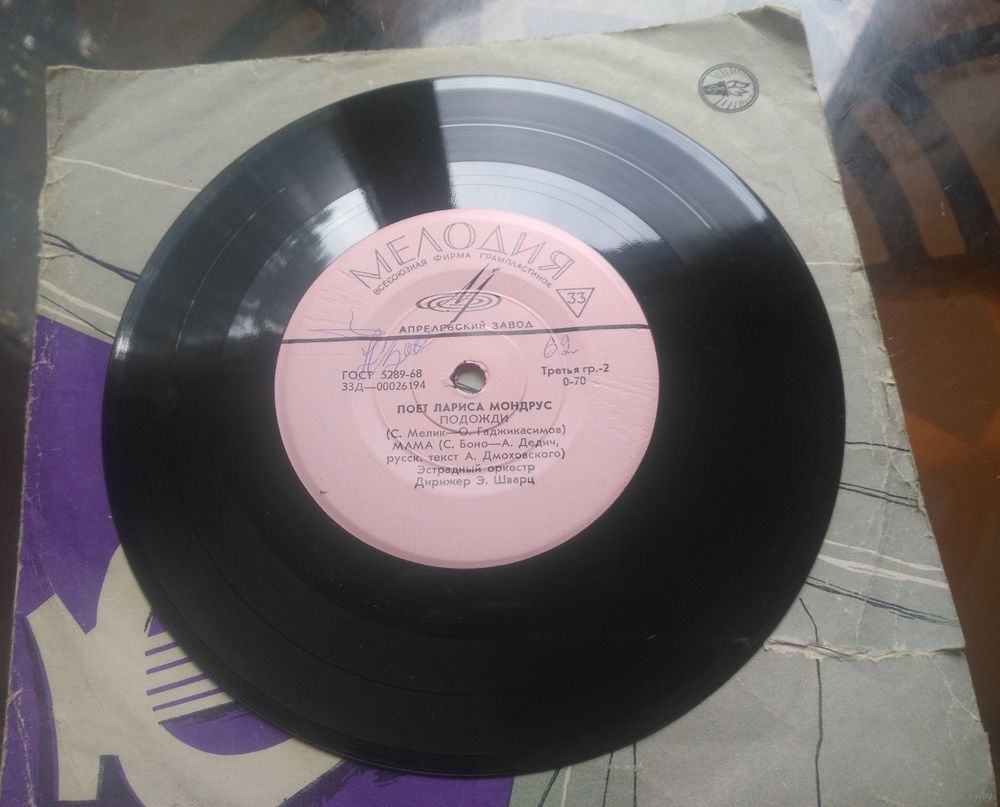 МЕЛОДИЯ
ВСЕСОЮЗНАЯ ФИРМА ГРАМПЛАСТИНОК
33
АПРЕЛЕВСКИЙ ЗАВОД
62
ГОСТ 5289-68
33Д—00026194
Третья гр.-2
0-70
ПОЕТ ЛАРИСА МОНДРУС
ПОДОЖДИ
(С. Мелик—О. Гаджикасимов)
МАМА (С. Боно—А. Дедич,
русск. текст А. Дмоховского)
Эстрадный оркестр
Дирижер Э. Шварц